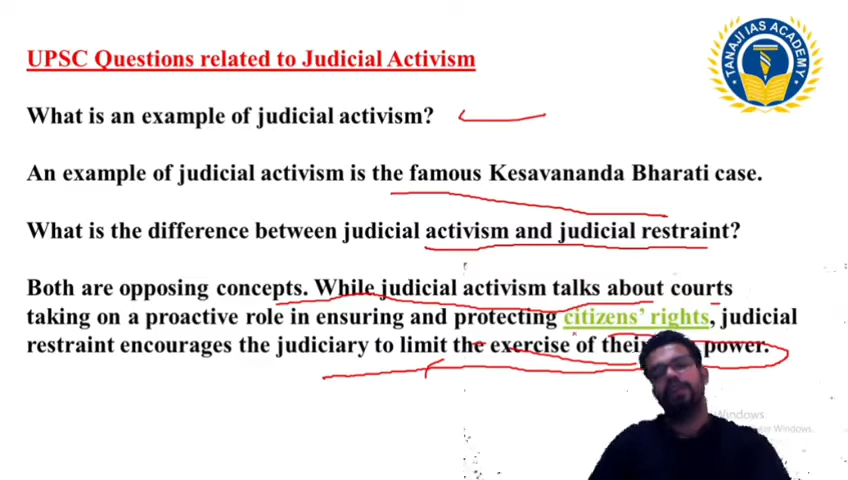 UPSC Questions related to Judicial Activism
TANAJI IAS ACADEMY
What is an example of judicial activism?
An example of judicial activism is the famous Kesavananda Bharati case.
What is the difference between judicial activism and judicial restraint?
Both are opposing concepts. While judicial activism talks about courts
taking on a proactive role in ensuring and protecting citizens’ rights, judicial
restraint encourages the judiciary to limit the exercise of their power.
Windows
Windows.